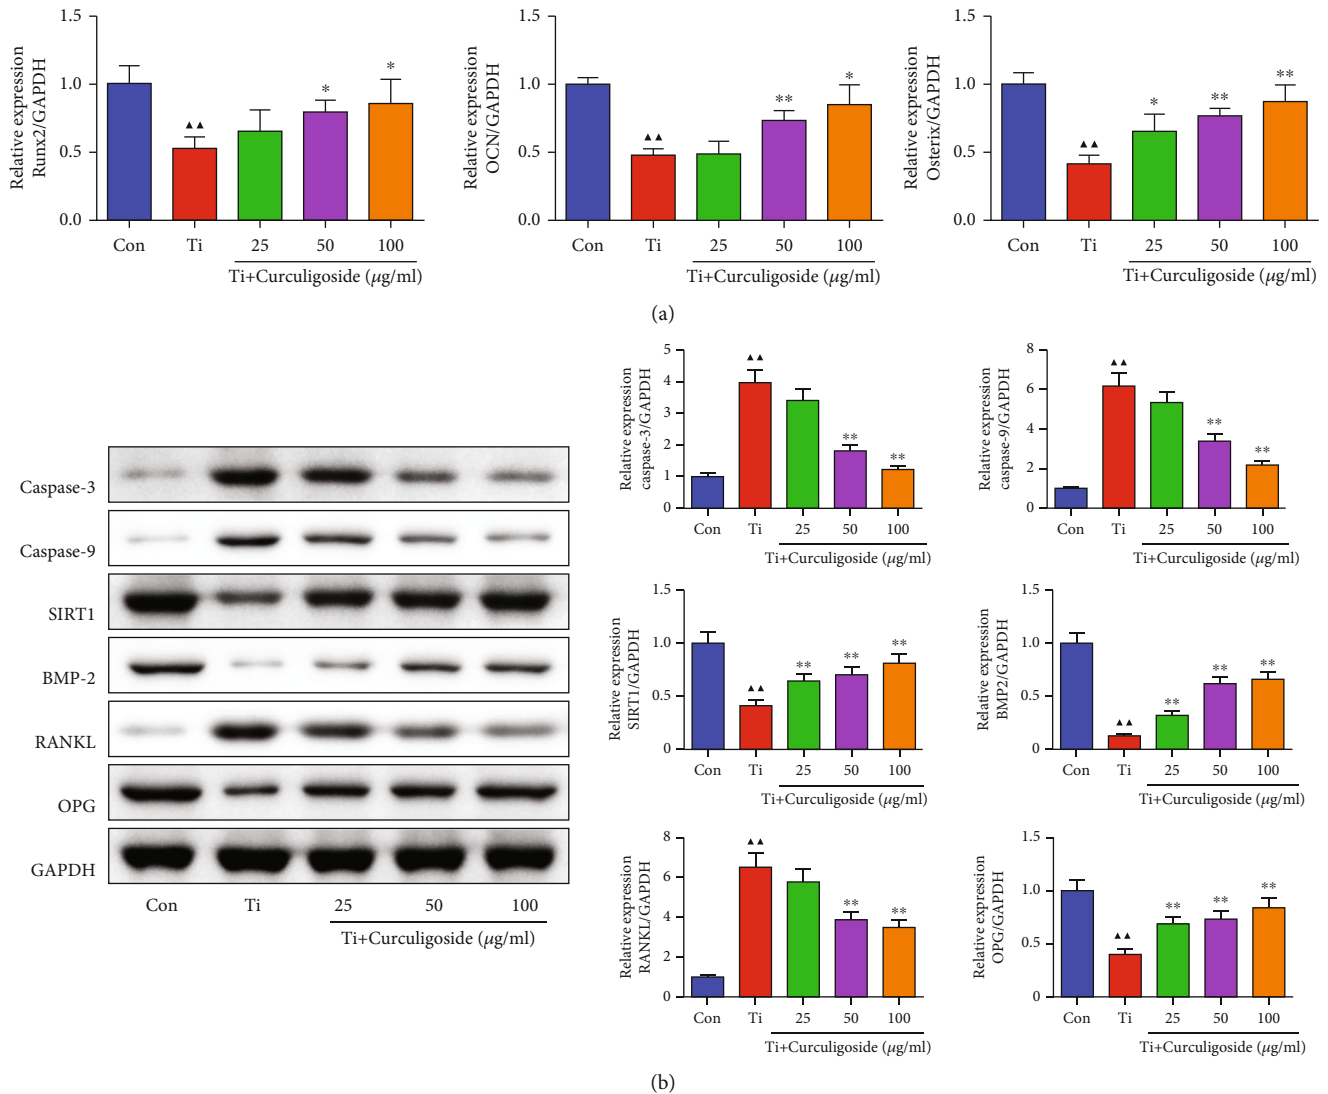 Relative expression
Runx2/GAPDH
1.5
1.0
0.5
0.0
▲▲
*
*
Con
Ti
25
50
100
Ti+Curculigoside (μg/ml)
Relative expression
OCN/GAPDH
1.5
1.0
0.5
0.0
▲▲
**
*
Con
Ti
25
50
100
Ti+Curculigoside (μg/ml)
Relative expression
Osterix/GAPDH
1.5
1.0
0.5
0.0
▲▲
*
**
**
Con
Ti
25
50
100
Ti+Curculigoside (μg/ml)
(a)
Caspase-3
Caspase-9
SIRT1
BMP-2
RANKL
OPG
GAPDH
Con
Ti
25
50
100
Ti+Curculigoside (μg/ml)
Relative expression
caspase-3/GAPDH
5
4
3
2
1
0
▲▲
**
**
Con
Ti
25
50
100
Ti+Curculigoside (μg/ml)
Relative expression
caspase-9/GAPDH
8
6
4
2
0
▲▲
**
**
Con
Ti
25
50
100
Ti+Curculigoside (μg/ml)
Relative expression
SIRT1/GAPDH
1.5
1.0
0.5
0
▲▲
**
**
**
Con
Ti
25
50
100
Ti+Curculigoside (μg/ml)
Relative expression
BMP2/GAPDH
1.5
1.0
0.5
0
▲▲
**
**
**
Con
Ti
25
50
100
Ti+Curculigoside (μg/ml)
Relative expression
RANKL/GAPDH
8
6
4
2
0
▲▲
**
**
Con
Ti
25
50
100
Ti+Curculigoside (μg/ml)
Relative expression
OPG/GAPDH
1.5
1.0
0.5
0
▲▲
**
**
**
Con
Ti
25
50
100
Ti+Curculigoside (μg/ml)
(b)